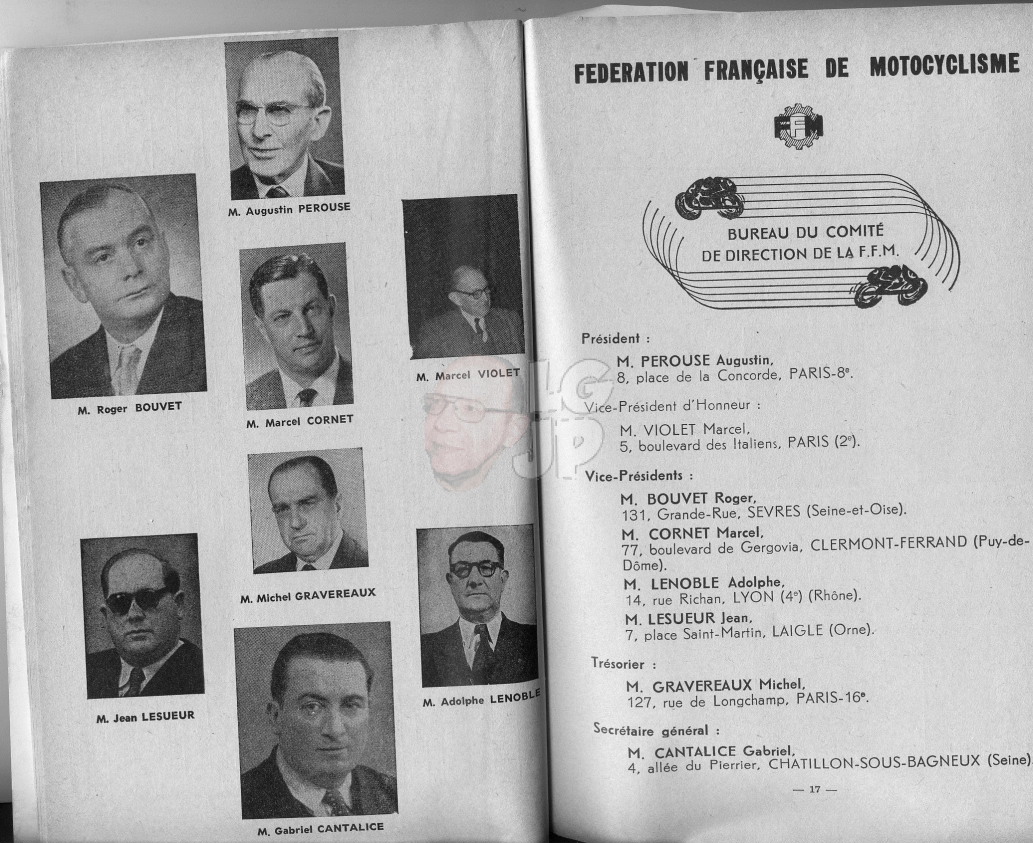 M. Augustin PEROUSE
M. Roger BOUVET
M. Marcel CORNET
M. Marcel VIOLET
M. Michel GRAVEREAUX
M. Jean LESUEUR
M. Adolphe LENOBLE
M. Gabriel CANTALICE
LG
JP
FEDERATION FRANÇAISE DE MOTOCYCLISME
FFM
BUREAU DU COMITÉ
DE DIRECTION DE LA F.F.M.
Président :
M. PEROUSE Augustin,
8, place de la Concorde, PARIS-8e.
Vice-Président d'Honneur :
M. VIOLET Marcel,
5, boulevard des Italiens, PARIS (2e).
Vice-Présidents :
M. BOUVET Roger,
131, Grande-Rue, SEVRES (Seine-et-Oise).
M. CORNET Marcel,
77, boulevard de Gergovia, CLERMONT-FERRAND (Puy-de-
Dôme).
M. LENOBLE Adolphe,
14, rue Richan, LYON (4e) (Rhône).
M. LESUEUR Jean,
7, place Saint-Martin, LAIGLE (Orne).
Trésorier :
M. GRAVEREAUX Michel,
127, rue de Longchamp, PARIS-16e.
Secrétaire général :
M. CANTALICE Gabriel,
4, allée du Pierrier, CHATILLON-SOUS-BAGNEUX (Seine).
— 17 —